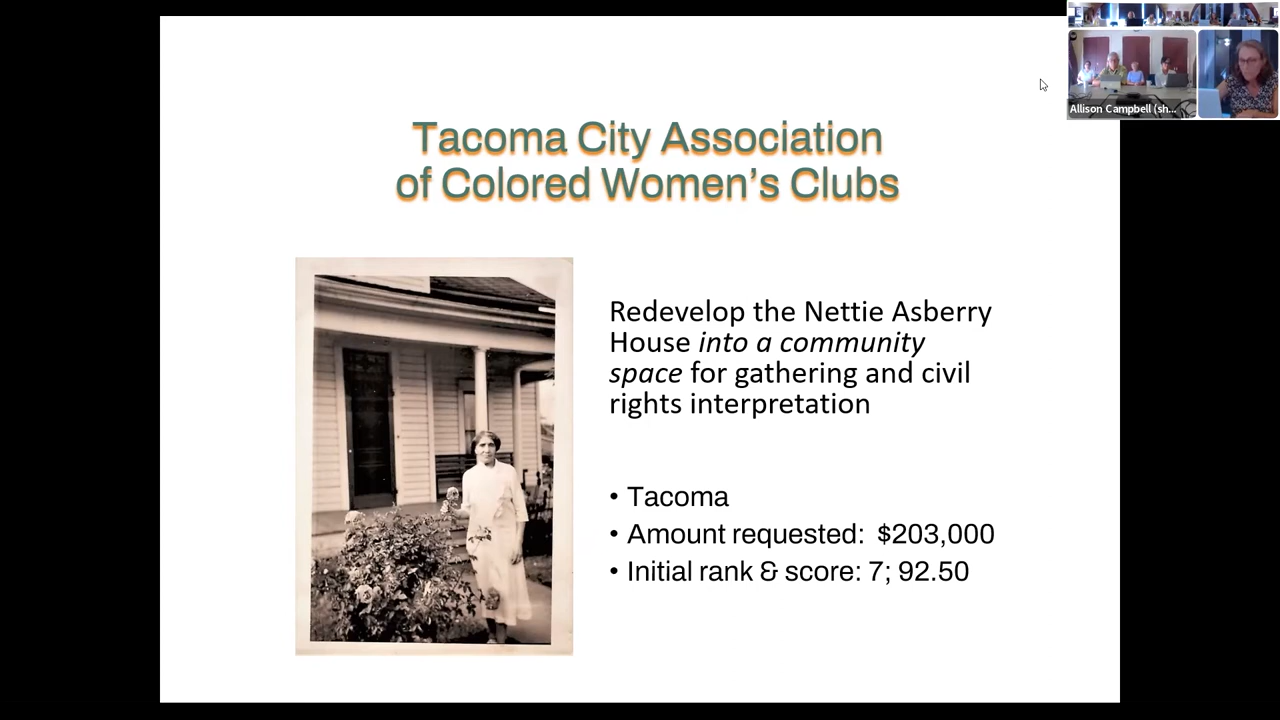 Tacoma City Association
of Colored Women's Clubs
Redevelop the Nettie Asberry
House into a community
space for gathering and civil
rights interpretation
• Tacoma
• Amount requested: $203,000
• Initial rank & score: 7; 92.50
Allison Campbell (sh...